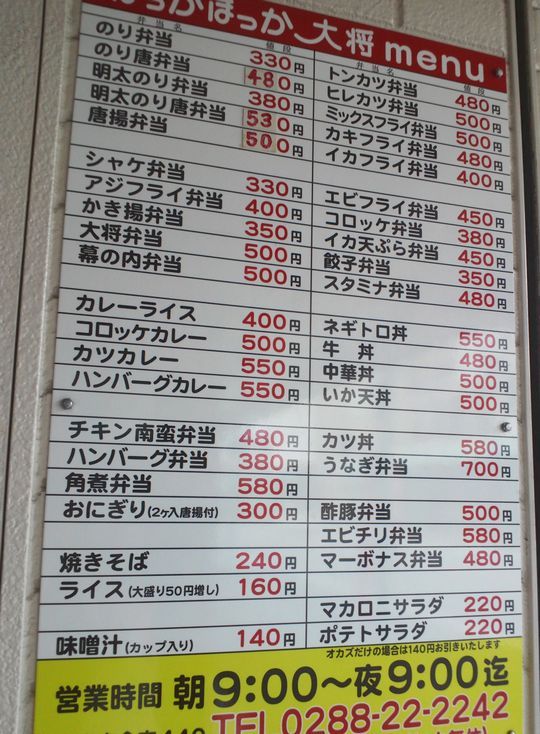 ほっかほっか大将menu
弁当名 値段
のり弁当 330円
のり唐弁当 480円
明太のり弁当 380円
明太のり唐弁当 530円
唐揚弁当 500円
シャケ弁当 330円
アジフライ弁当 400円
かき揚弁当 350円
大将弁当 500円
幕の内弁当 500円
カレーライス 400円
コロッケカレー 500円
カツカレー 550円
ハンバーグカレー 550円
チキン南蛮弁当 480円
ハンバーグ弁当 380円
角煮弁当 580円
おにぎり(2ヶ入唐揚付) 300円
焼きそば 240円
ライス(大盛り50円増し) 160円
味噌汁(カップ入り) 140円
弁当名 値段
トンカツ弁当 480円
ヒレカツ弁当 500円
ミックスフライ弁当 500円
カキフライ弁当 480円
イカフライ弁当 400円
エビフライ弁当 450円
コロッケ弁当 380円
イカ天ぷら弁当 450円
餃子弁当 350円
スタミナ弁当 480円
ネギトロ丼 550円
牛 丼 480円
中華丼 500円
いか天丼 500円
カツ丼 580円
うなぎ弁当 700円
酢豚弁当 500円
エビチリ弁当 580円
マーボナス弁当 480円
マカロニサラダ 220円
ポテトサラダ 220円
オカズだけの場合は140円お引きいたします
営業時間 朝9:00〜夜9:00迄
TEL0288-22-2242